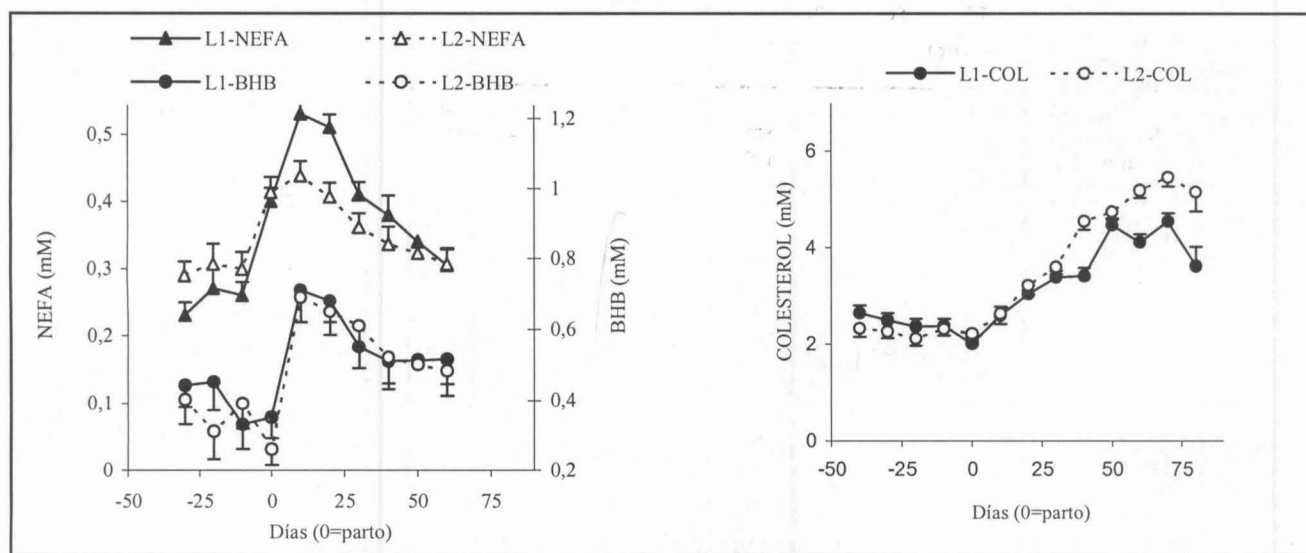 L1-NEFA L2-NEFA
L1-BHB L2-BHB
0,5
0,4
0,3
0,2
0,1
0
NEFA (mM)
1,2
1
0,8
0,6
0,4
0,2
BHB (mM)
-50 -25 0 25 50 75
Días (0=parto)
L1-COL L2-COL
6
4
2
0
COLESTEROL (mM)
-50 -25 0 25 50 75
Días (0=parto)